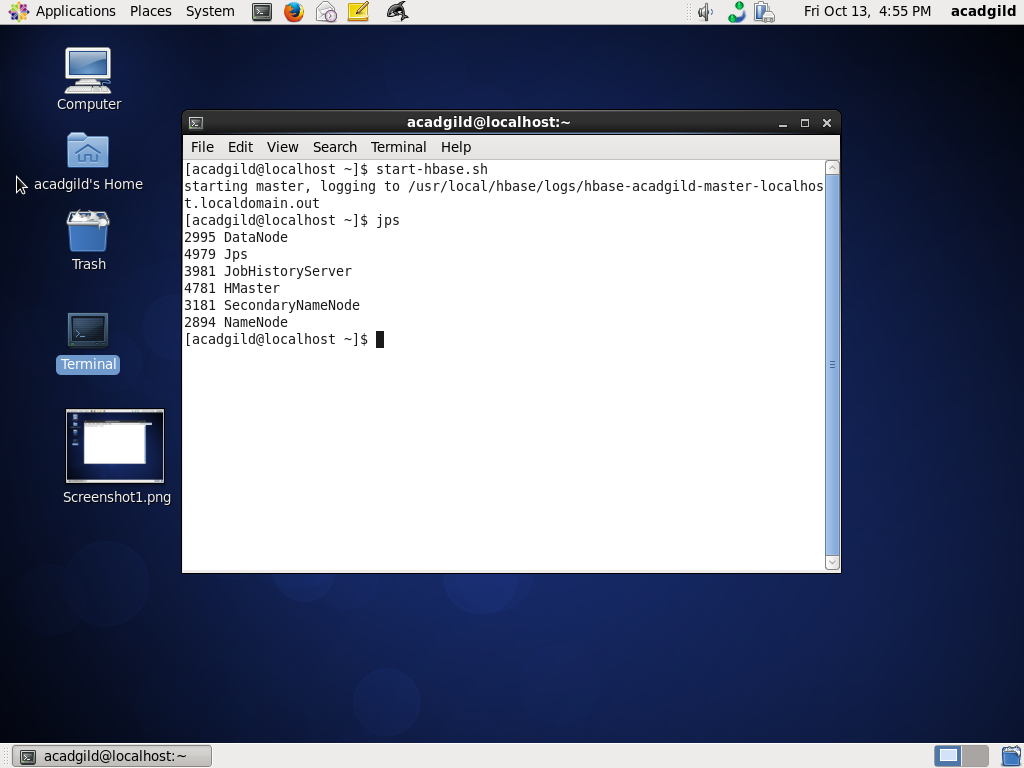 Applications Places System Fri Oct 13, 4:55 PM acadgild
Computer
acadgild's Home
Trash
Terminal
Screenshot1.png
acadgild@localhost:~
File Edit View Search Terminal Help
[acadgild@localhost ~]$ start-hbase.sh
starting master, logging to /usr/local/hbase/logs/hbase-acadgild-master-localhos
t.localdomain.out
[acadgild@localhost ~]$ jps
2995 DataNode
4979 Jps
3981 JobHistoryServer
4781 HMaster
3181 SecondaryNameNode
2894 NameNode
[acadgild@localhost ~]$
acadgild@localhost:~